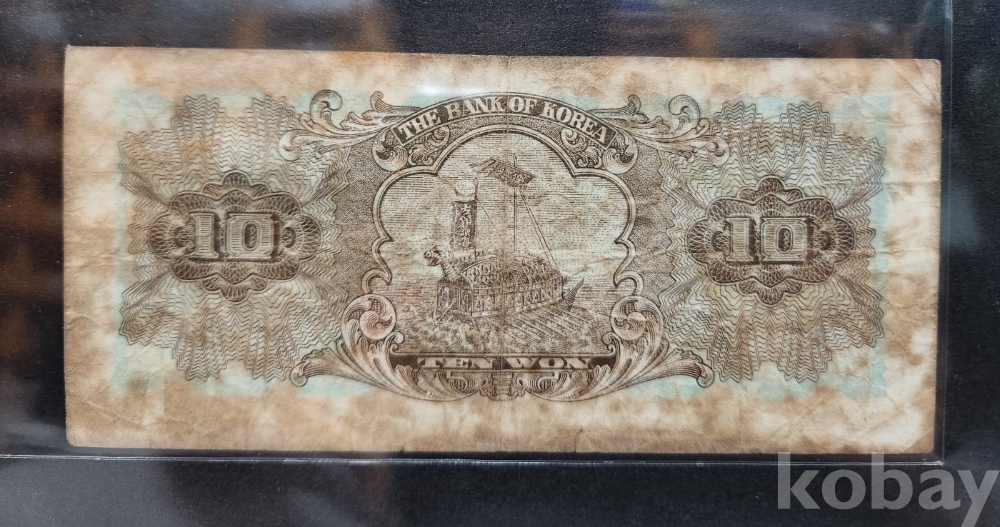 THE BANK OF KOREA
10 10
TEN WON
kobay